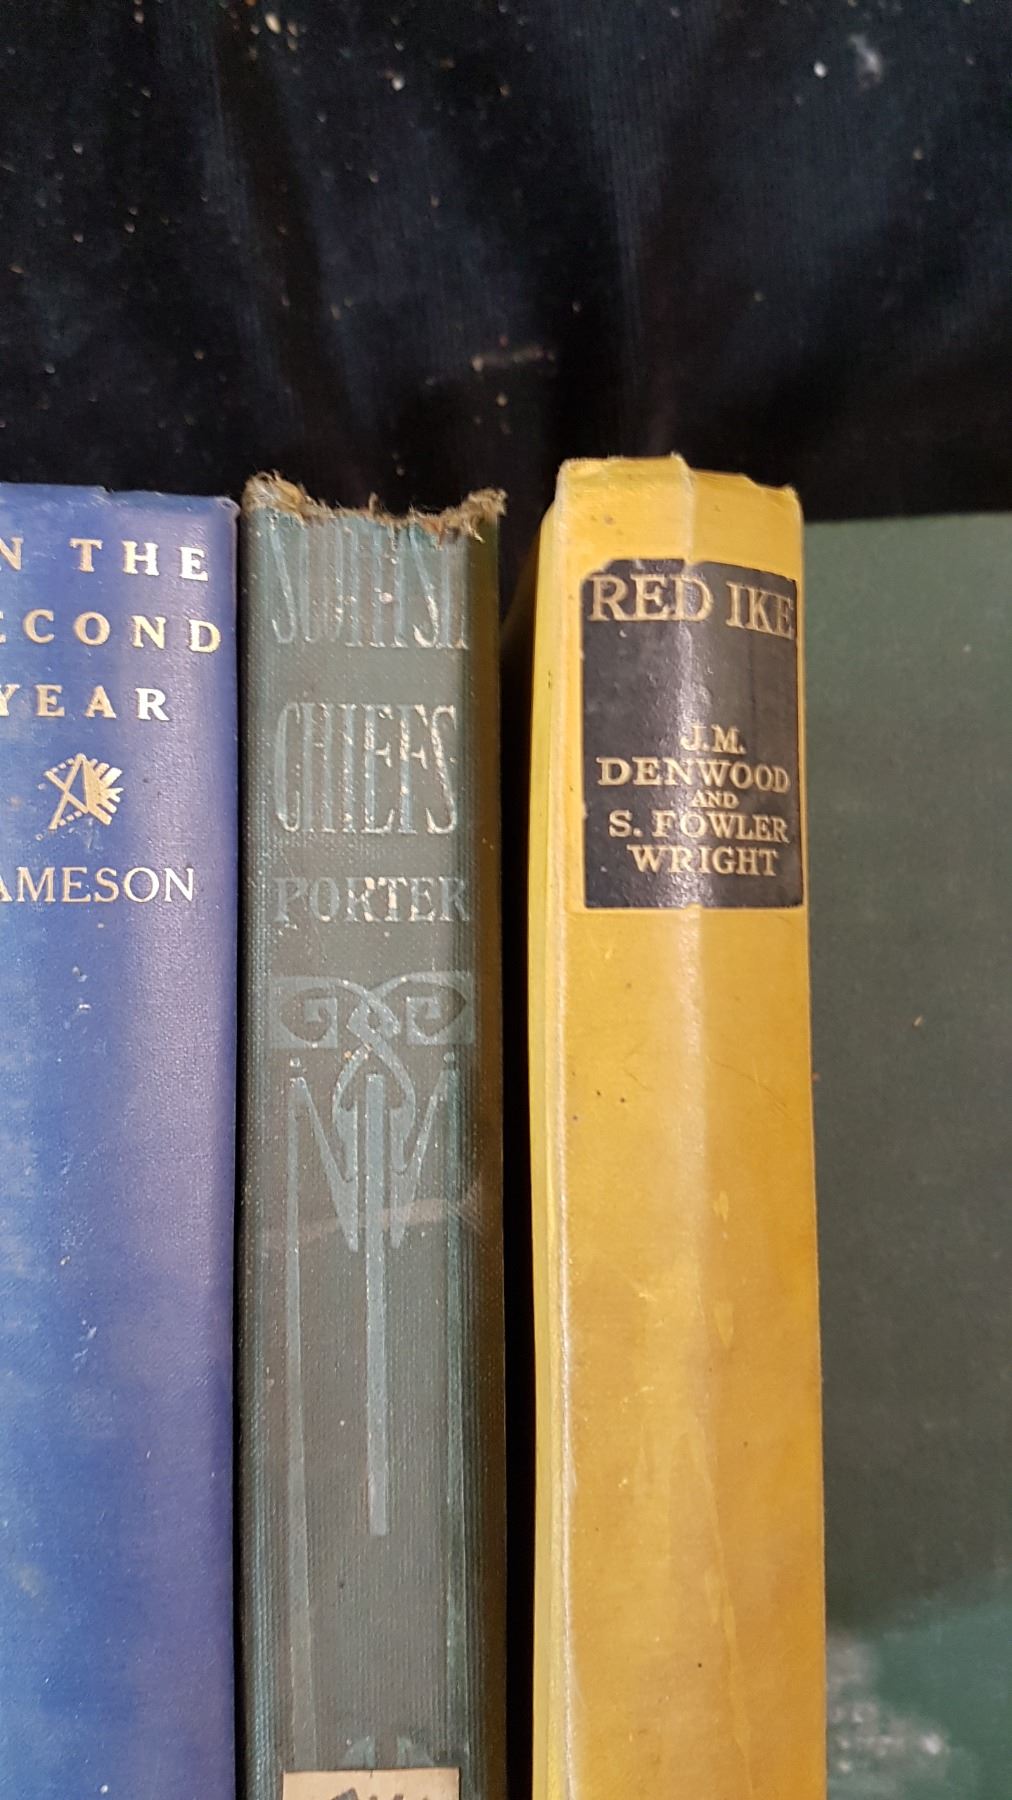 N THE
ECOND
YEAR
AMESON
SCOTTISH
CHIEFS
PORTER
RED IKE
J.M.
DENWOOD
AND
S. FOWLER
WRIGHT